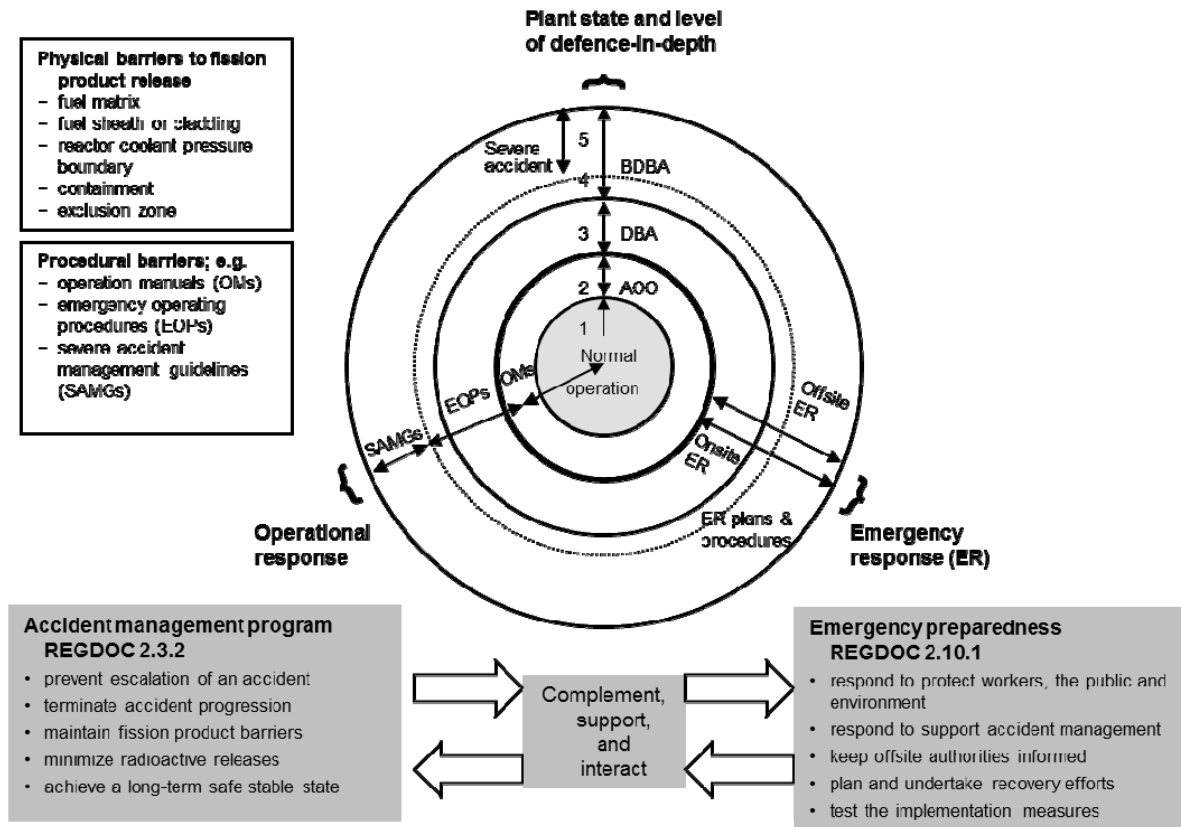 Plant state and level
of defence-in-depth
Physical barriers to fission
product release
– fuel matrix
– fuel sheath or cladding
– reactor coolant pressure
boundary
– containment
– exclusion zone
Procedural barriers; e.g.
– operation manuals (OMs)
– emergency operating
procedures (EOPs)
– severe accident
management guidelines
(SAMGs)
5
Severe
accident
4
BDBA
3
DBA
2
AOO
1
Normal
operation
OMs
EOPs
SAMGs
Offsite
ER
Onsite
ER
ER plans &
procedures
Operational
response
Emergency
response (ER)
Accident management program
REGDOC 2.3.2
• prevent escalation of an accident
• terminate accident progression
• maintain fission product barriers
• minimize radioactive releases
• achieve a long-term safe stable state
Complement,
support,
and
interact
Emergency preparedness
REGDOC 2.10.1
• respond to protect workers, the public and
environment
• respond to support accident management
• keep offsite authorities informed
• plan and undertake recovery efforts
• test the implementation measures